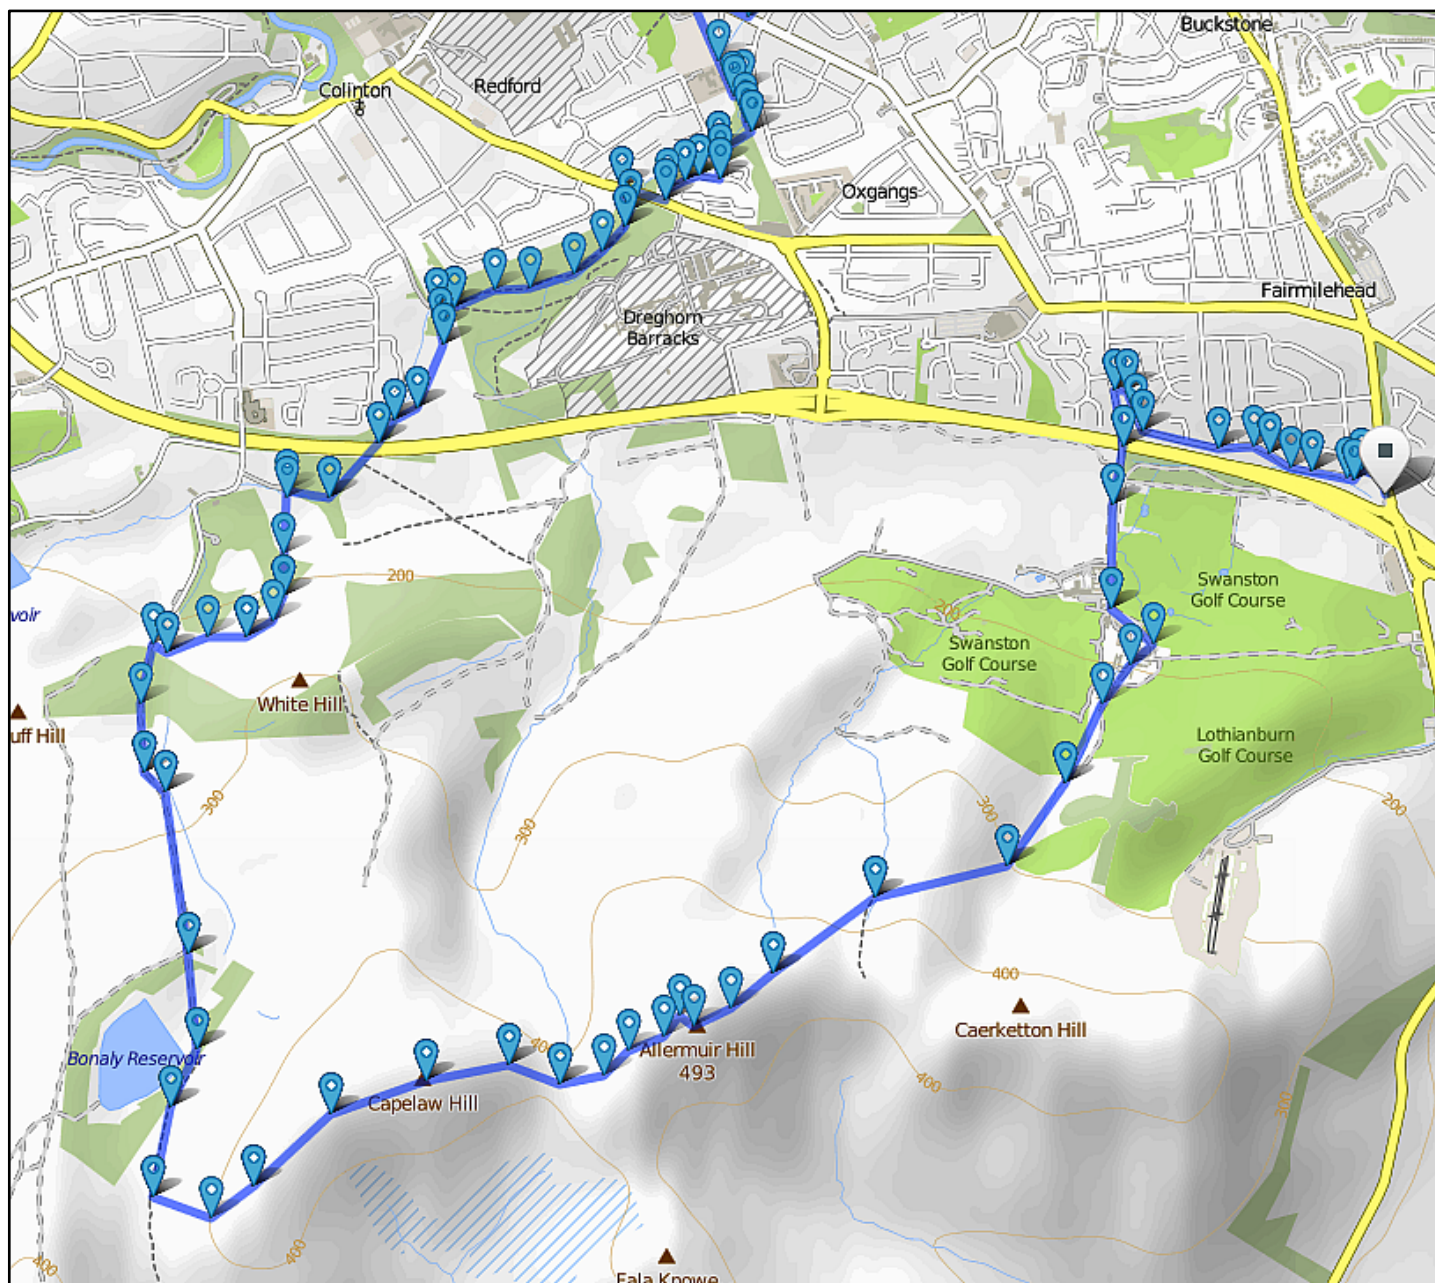 Buckstone
Redford
Colinton
Oxgangs
Fairmilehead
Dreghorn
Barracks
200
Swanston
Golf Course
200
voir
Swanston
Golf Course
White Hill
uff Hill
Lothianburn
Golf Course
300
300
300
200
400
Caerketton Hill
400
Allermuir Hill
493
Bonaly Reservoir
400
Capelaw Hill
300
400
400
Fala Knowe